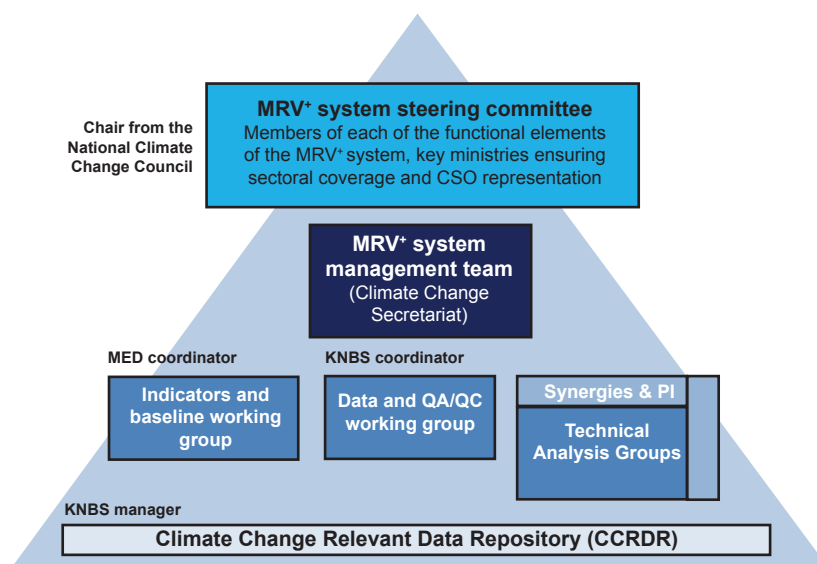 MRV⁺ system steering committee
Members of each of the functional elements
of the MRV⁺ system, key ministries ensuring
sectoral coverage and CSO representation
Chair from the
National Climate
Change Council
MRV⁺ system
management team
(Climate Change
Secretariat)
MED coordinator
Indicators and
baseline working
group
KNBS coordinator
Data and QA/QC
working group
Synergies & PI
Technical
Analysis Groups
KNBS manager
Climate Change Relevant Data Repository (CCRDR)